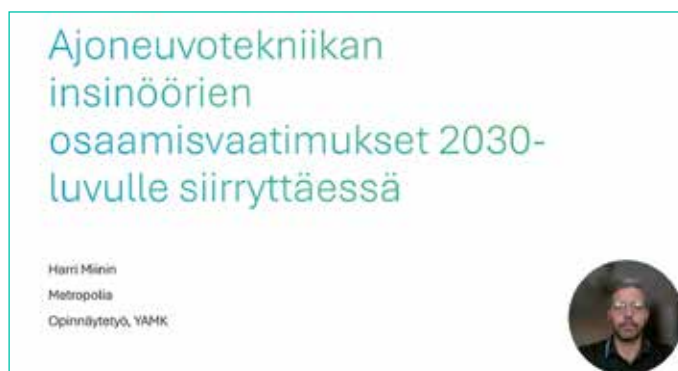 Ajoneuvotekniikan
insinöörien
osaamisvaatimukset 2030-
luvulle siirryttäessä
Harri Miinin
Metropolia
Opinnäytetyö, YAMK